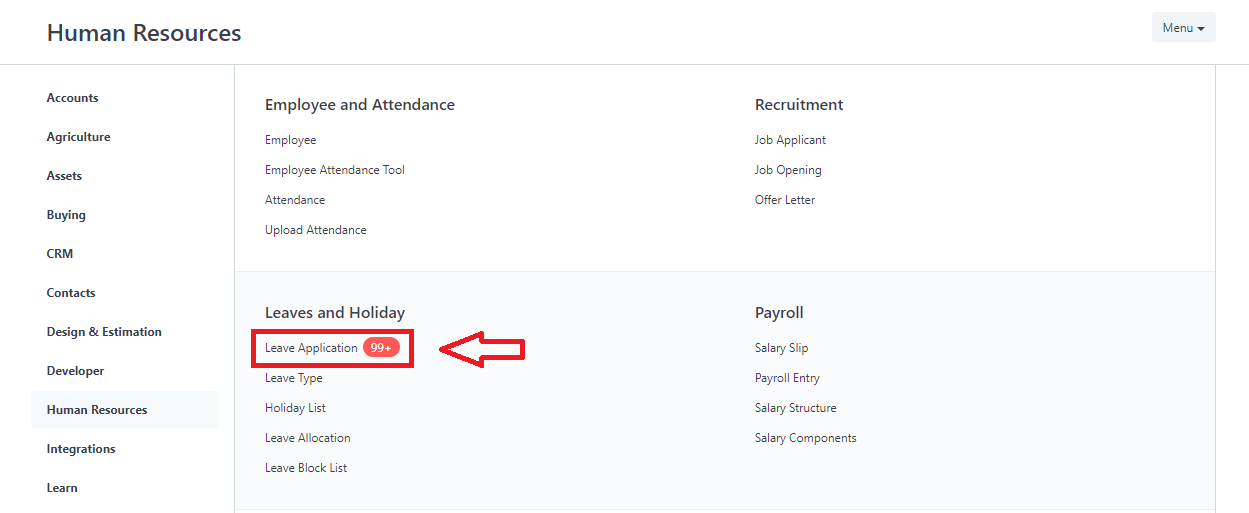 Human Resources
Menu
Accounts
Agriculture
Assets
Buying
CRM
Contacts
Design & Estimation
Developer
Human Resources
Integrations
Learn
Employee and Attendance
Employee
Employee Attendance Tool
Attendance
Upload Attendance
Recruitment
Job Applicant
Job Opening
Offer Letter
Leaves and Holiday
Leave Application 99+
Leave Type
Holiday List
Leave Allocation
Leave Block List
Payroll
Salary Slip
Payroll Entry
Salary Structure
Salary Components